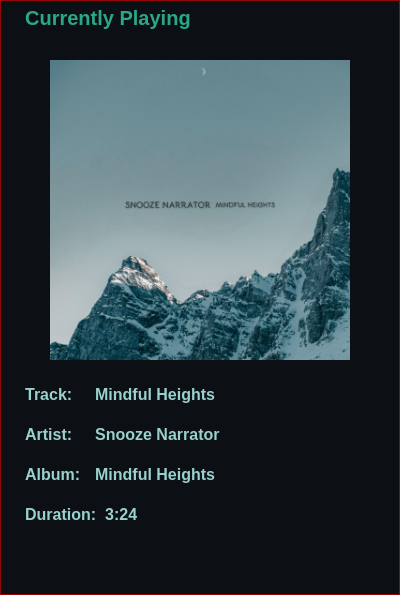 Currently Playing
SNOOZE NARRATOR MINDFUL HEIGHTS
Track: Mindful Heights
Artist: Snooze Narrator
Album: Mindful Heights
Duration: 3:24